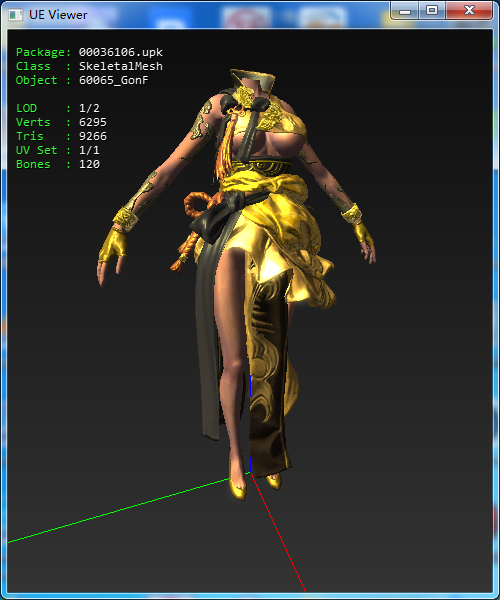 UE Viewer
Package: 00036106.upk
Class : SkeletalMesh
Object : 60065_GonF
LOD : 1/2
Verts : 6295
Tris : 9266
UV Set : 1/1
Bones : 120